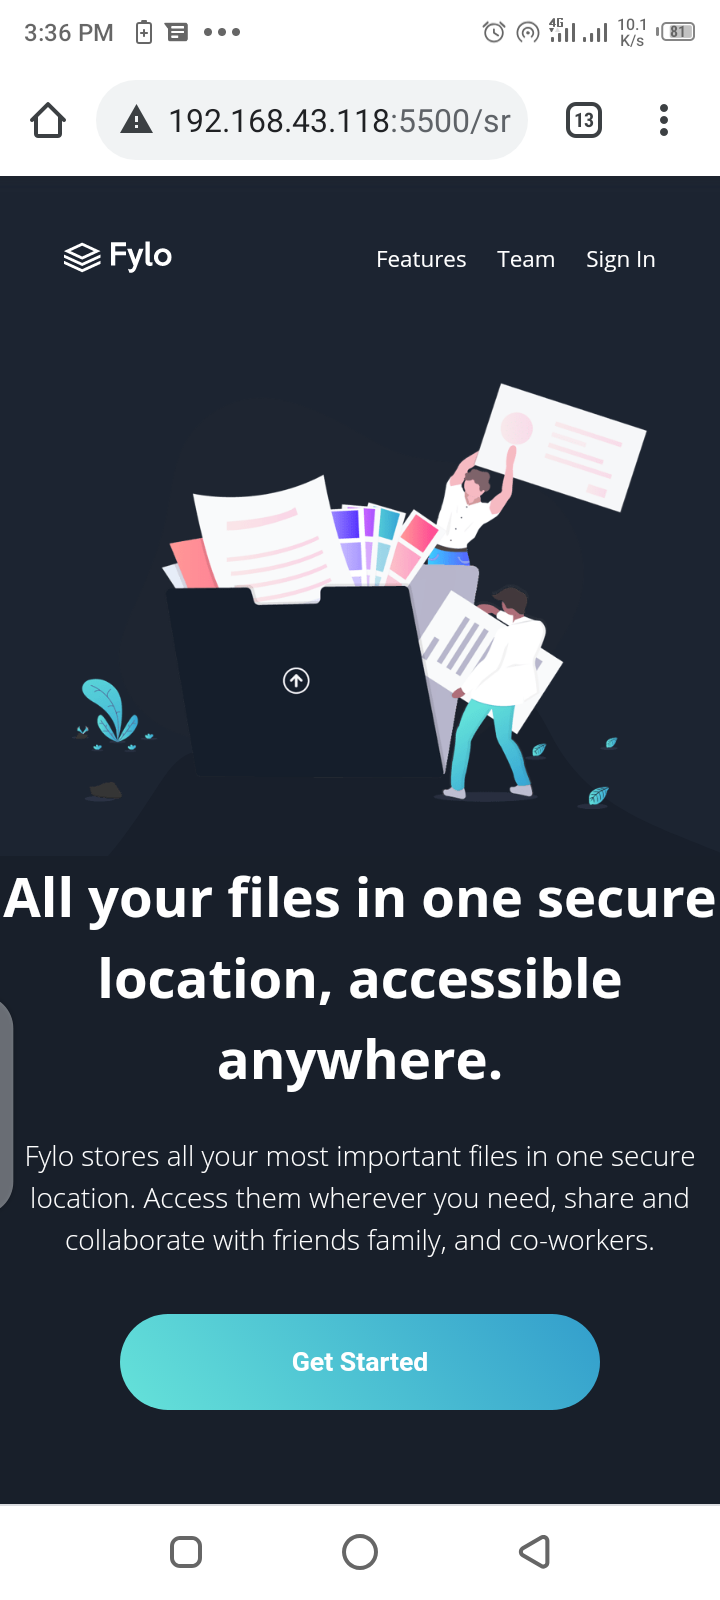 3:36 PM
4G
10.1
K/s
81
192.168.43.118:5500/sr
13
Fylo
Features Team Sign In
All your files in one secure
location, accessible
anywhere.
Fylo stores all your most important files in one secure
location. Access them wherever you need, share and
collaborate with friends family, and co-workers.
Get Started